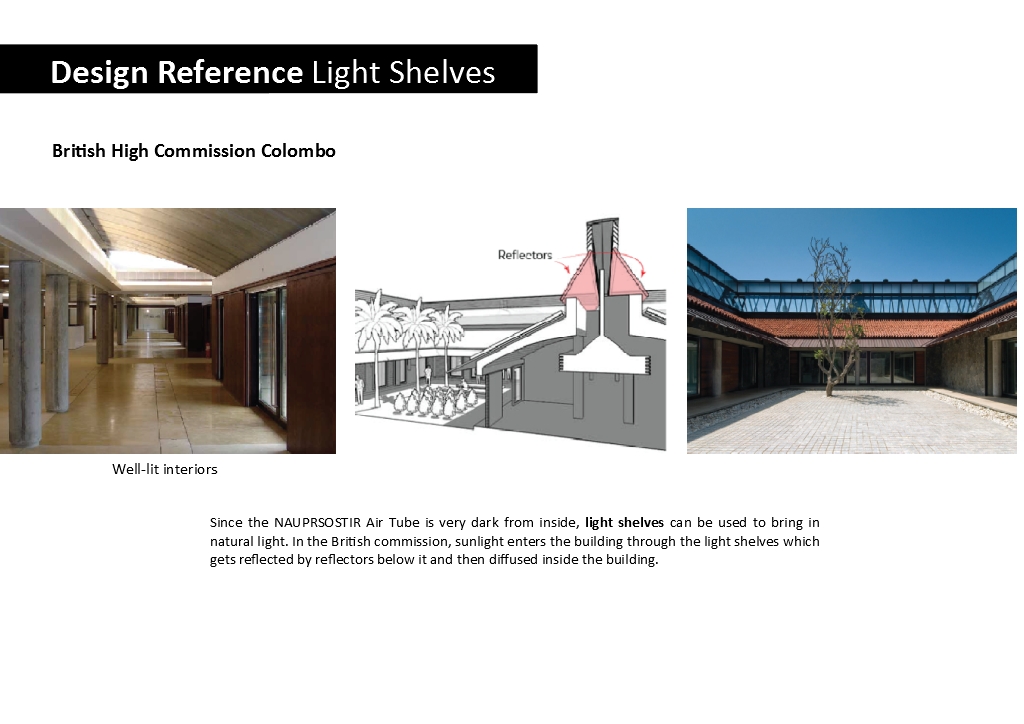 Design Reference Light Shelves
British High Commission Colombo
Reflectors
Well-lit interiors
Since the NAUPRSOSTIR Air Tube is very dark from inside, light shelves can be used to bring in
natural light. In the British commission, sunlight enters the building through the light shelves which
gets reflected by reflectors below it and then diffused inside the building.